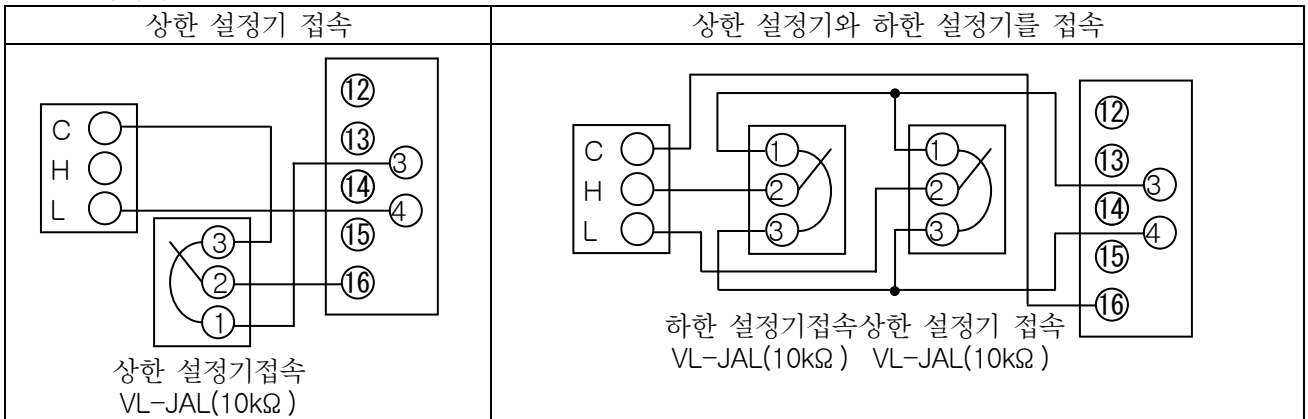 상한 설정기 접속
상한 설정기와 하한 설정기를 접속
C
H
L
⑫
⑬
③
⑭
④
⑮
⑯
③
②
①
상한 설정기접속
VL-JAL(10kΩ)
C
H
L
①
②
③
①
②
③
⑫
⑬
③
⑭
④
⑮
⑯
하한 설정기접속상한 설정기 접속
VL-JAL(10kΩ) VL-JAL(10kΩ)